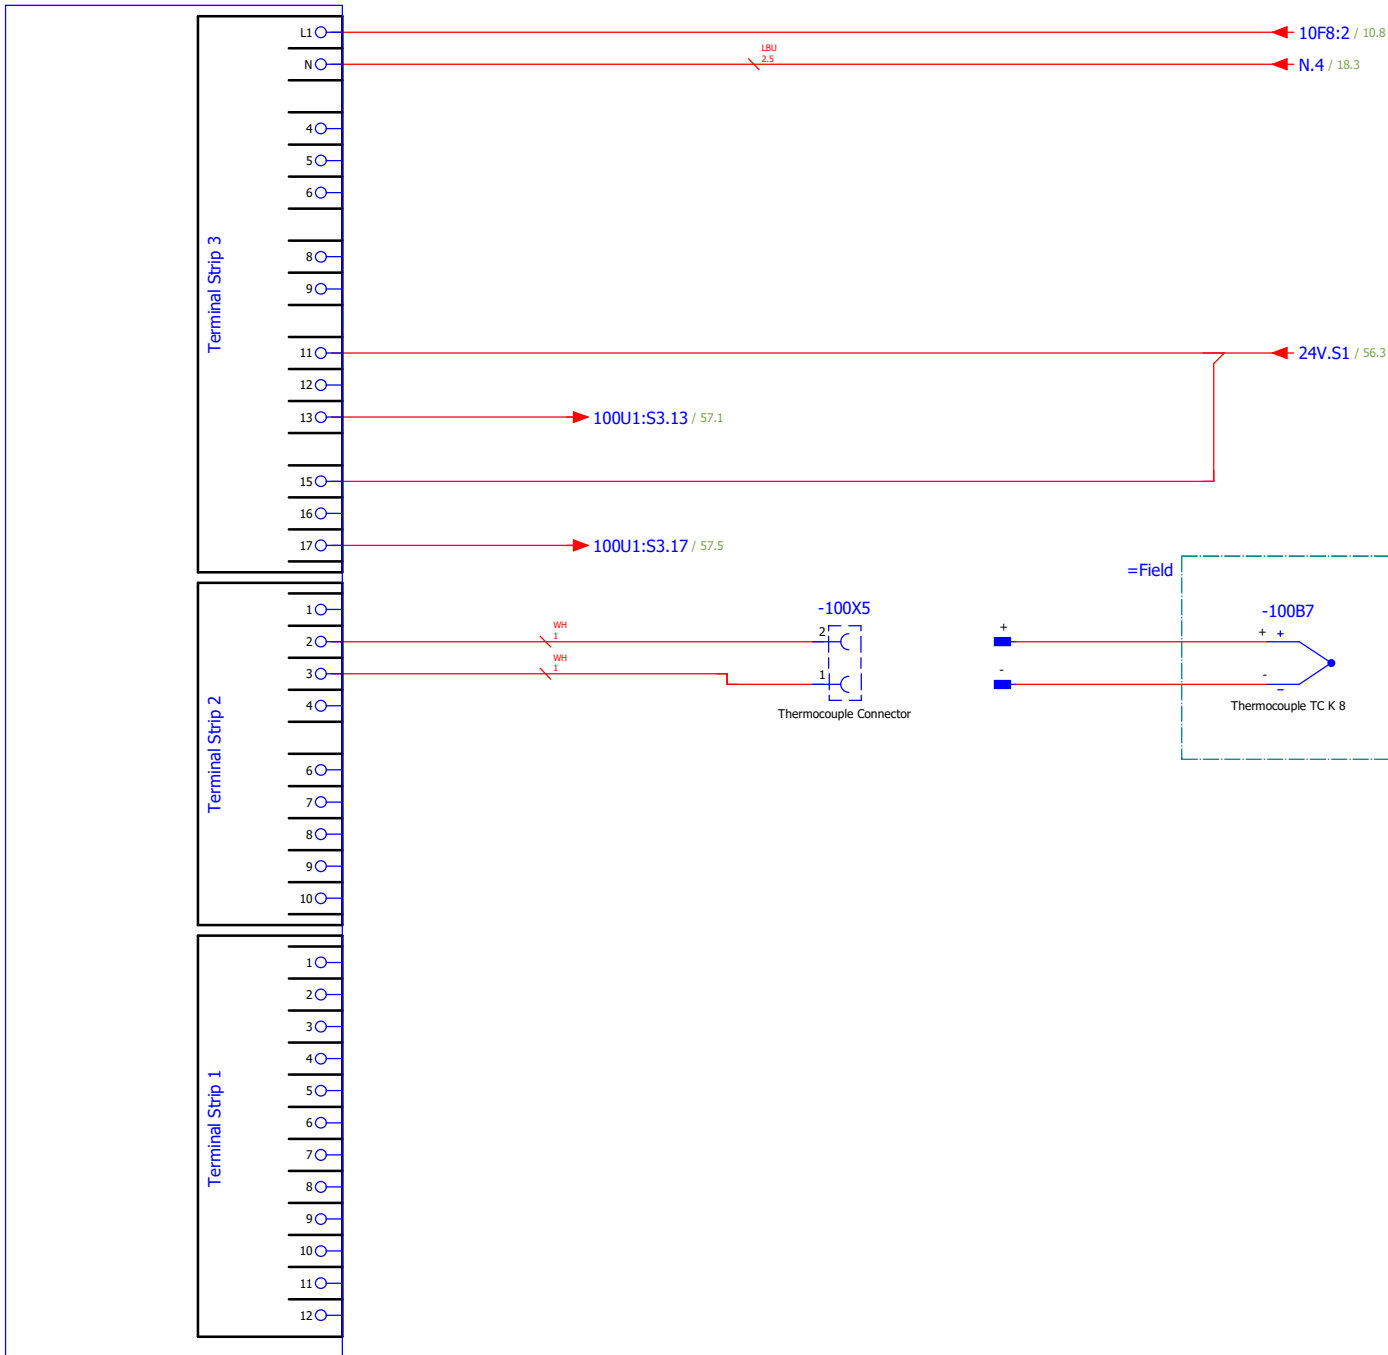 L1
10F8:2 / 10.8
LBU
2.5
N
N.4 / 18.3
4
5
6
8
9
Terminal Strip 3
11
24V.S1 / 56.3
12
13
100U1:S3.13 / 57.1
15
16
17
100U1:S3.17 / 57.5
=Field
1
-100X5
-100B7
WH
1
2
2
+
+ +
WH
1
3
1
-
- −
4
Thermocouple Connector
Thermocouple TC K 8
Terminal Strip 2
6
7
8
9
10
1
2
3
4
5
Terminal Strip 1
6
7
8
9
10
11
12